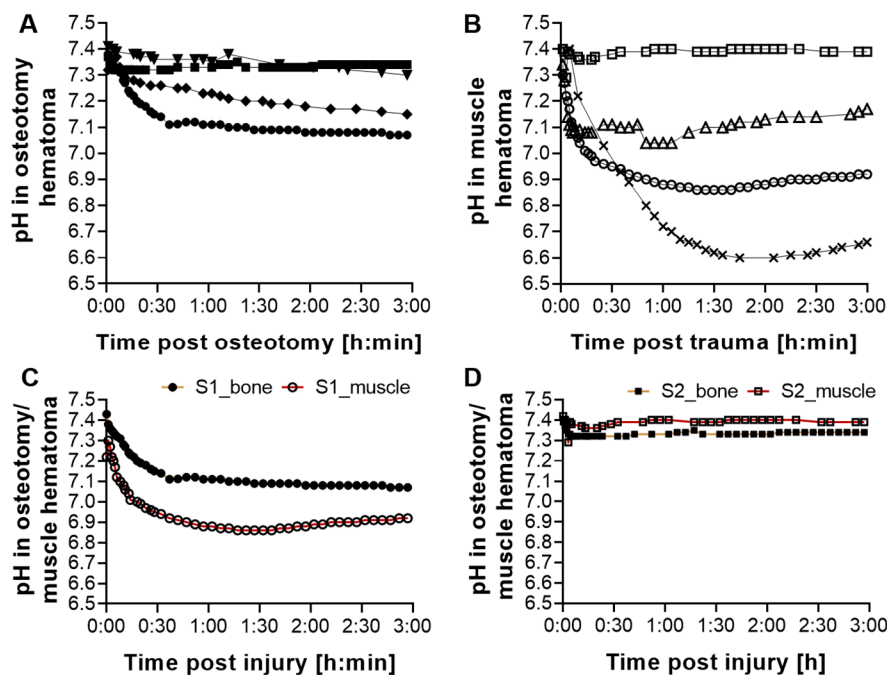 A
pH in osteotomy
hematoma
7.5
7.4
7.3
7.2
7.1
7.0
6.9
6.8
6.7
6.6
6.5
0:00 0:30 1:00 1:30 2:00 2:30 3:00
Time post osteotomy [h:min]
B
pH in muscle
hematoma
7.5
7.4
7.3
7.2
7.1
7.0
6.9
6.8
6.7
6.6
6.5
0:00 0:30 1:00 1:30 2:00 2:30 3:00
Time post trauma [h:min]
C
S1_bone S1_muscle
pH in osteotomy/
muscle hematoma
7.5
7.4
7.3
7.2
7.1
7.0
6.9
6.8
6.7
6.6
6.5
0:00 0:30 1:00 1:30 2:00 2:30 3:00
Time post injury [h:min]
D
S2_bone S2_muscle
pH in osteotomy/
muscle hematoma
7.5
7.4
7.3
7.2
7.1
7.0
6.9
6.8
6.7
6.6
6.5
0:00 0:30 1:00 1:30 2:00 2:30 3:00
Time post injury [h]